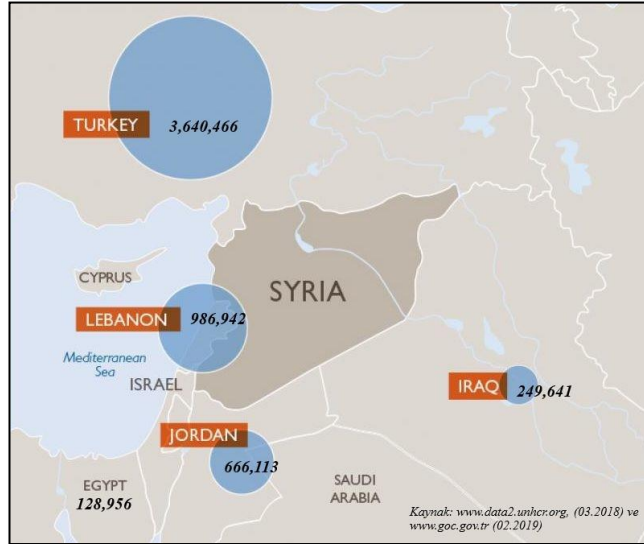 TURKEY
3,640,466
CYPRUS
SYRIA
LEBANON
986,942
Mediterranean
Sea
ISRAEL
IRAQ
249,641
JORDAN
666,113
EGYPT
128,956
SAUDI
ARABIA
Kaynak: www.data2.unhcr.org, (03.2018) ve
www.goc.gov.tr (02.2019)